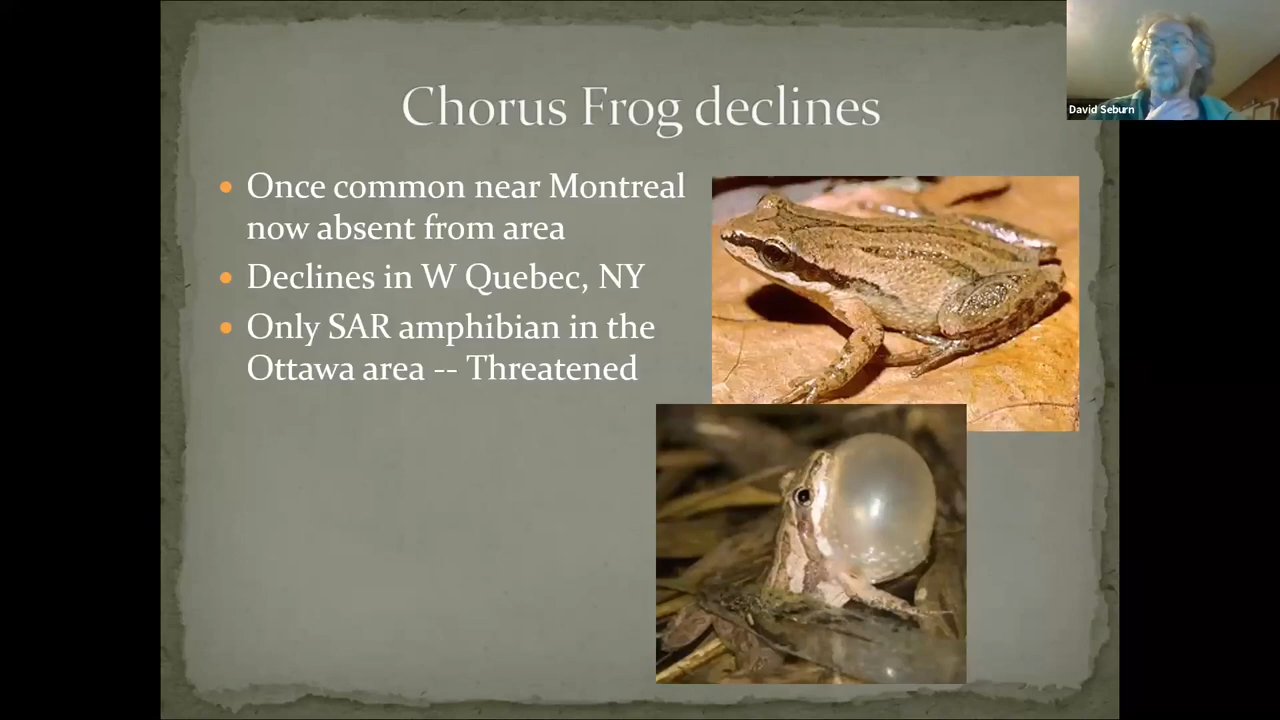 Chorus Frog declines
David Seburn
• Once common near Montreal
now absent from area
• Declines in W Quebec, NY
• Only SAR amphibian in the
Ottawa area -- Threatened